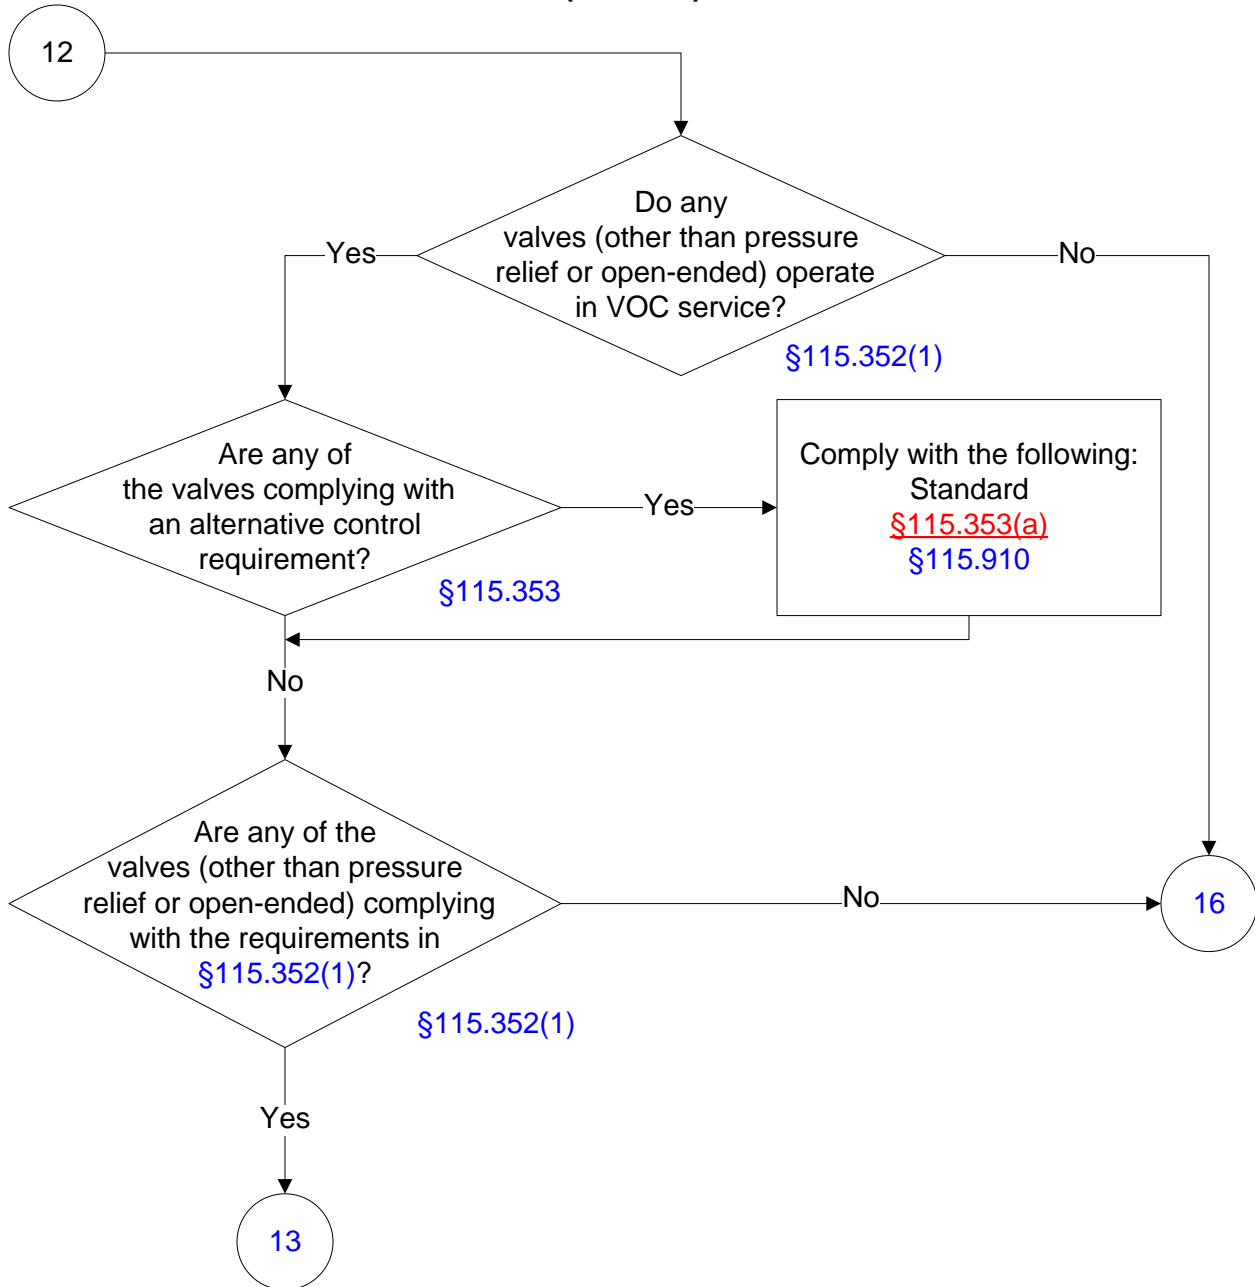 12
Do any
valves (other than pressure
relief or open-ended) operate
in VOC service?
Yes
No
§115.352(1)
Are any of
the valves complying with
an alternative control
requirement?
Yes
Comply with the following:
Standard
§115.353(a)
§115.910
§115.353
No
Are any of the
valves (other than pressure
relief or open-ended) complying
with the requirements in
§115.352(1)?
No
16
§115.352(1)
Yes
13